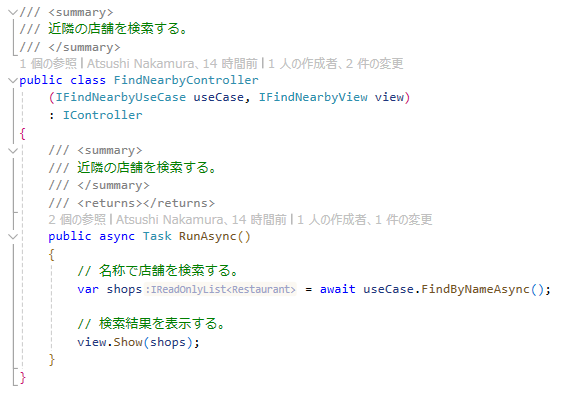 /// <summary>
/// 近隣の店舗を検索する。
/// </summary>
1 個の参照 | Atsushi Nakamura、14 時間前 | 1 人の作成者、2 件の変更
public class FindNearbyController
(IFindNearbyUseCase useCase, IFindNearbyView view)
: IController
{
/// <summary>
/// 近隣の店舗を検索する。
/// </summary>
/// <returns></returns>
2 個の参照 | Atsushi Nakamura、14 時間前 | 1 人の作成者、1 件の変更
public async Task RunAsync()
{
// 名称で店舗を検索する。
var shops :IReadOnlyList<Restaurant> = await useCase.FindByNameAsync();
// 検索結果を表示する。
view.Show(shops);
}
}